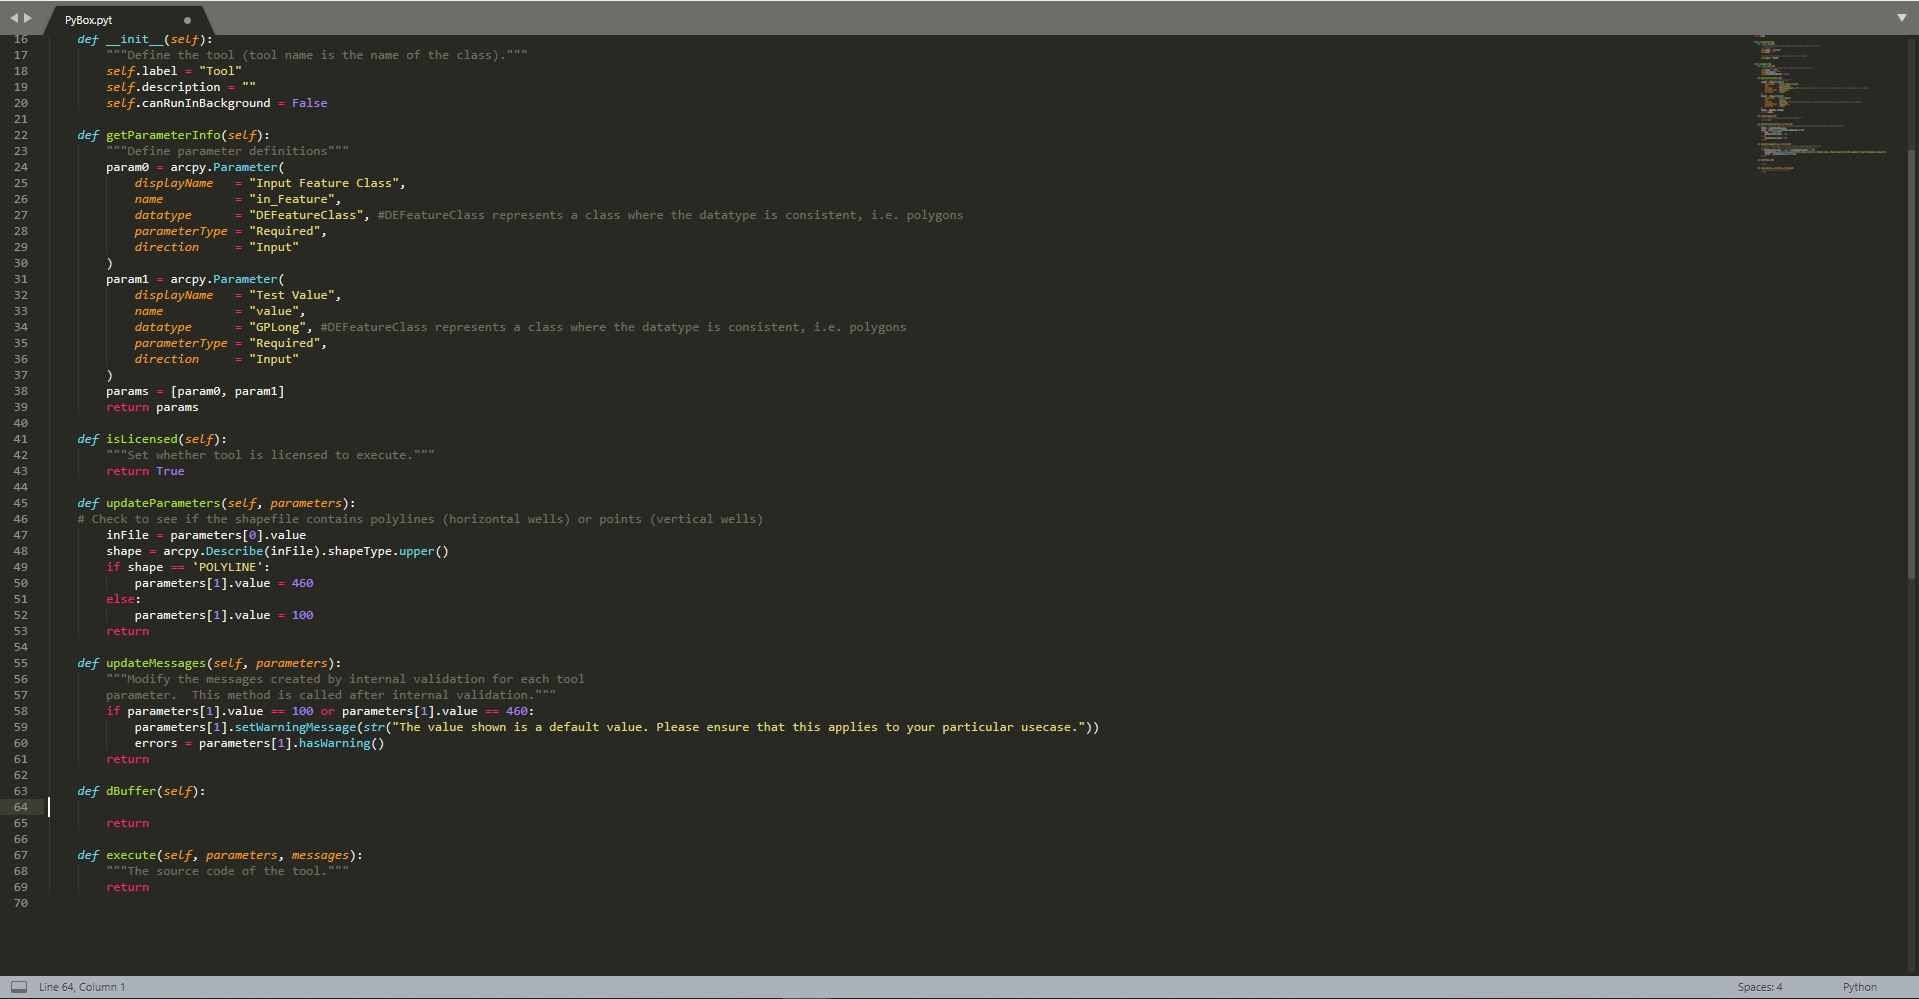 PyBox.pyt
16 def __init__(self):
17 """Define the tool (tool name is the name of the class)."""
18 self.label = "Tool"
19 self.description = ""
20 self.canRunInBackground = False
21
22 def getParameterInfo(self):
23 """Define parameter definitions"""
24 param0 = arcpy.Parameter(
25 displayName = "Input Feature Class",
26 name = "in_Feature",
27 datatype = "DEFeatureClass", #DEFeatureClass represents a class where the datatype is consistent, i.e. polygons
28 parameterType = "Required",
29 direction = "Input"
30 )
31 param1 = arcpy.Parameter(
32 displayName = "Test Value",
33 name = "value",
34 datatype = "GPLong", #DEFeatureClass represents a class where the datatype is consistent, i.e. polygons
35 parameterType = "Required",
36 direction = "Input"
37 )
38 params = [param0, param1]
39 return params
40
41 def isLicensed(self):
42 """Set whether tool is licensed to execute."""
43 return True
44
45 def updateParameters(self, parameters):
46 # Check to see if the shapefile contains polylines (horizontal wells) or points (vertical wells)
47 inFile = parameters[0].value
48 shape = arcpy.Describe(inFile).shapeType.upper()
49 if shape == 'POLYLINE':
50 parameters[1].value = 460
51 else:
52 parameters[1].value = 100
53 return
54
55 def updateMessages(self, parameters):
56 """Modify the messages created by internal validation for each tool
57 parameter.  This method is called after internal validation."""
58 if parameters[1].value == 100 or parameters[1].value == 460:
59 parameters[1].setWarningMessage(str("The value shown is a default value. Please ensure that this applies to your particular usecase."))
60 errors = parameters[1].hasWarning()
61 return
62
63 def dBuffer(self):
64
65 return
66
67 def execute(self, parameters, messages):
68 """The source code of the tool."""
69 return
70
Line 64, Column 1
Spaces: 4
Python